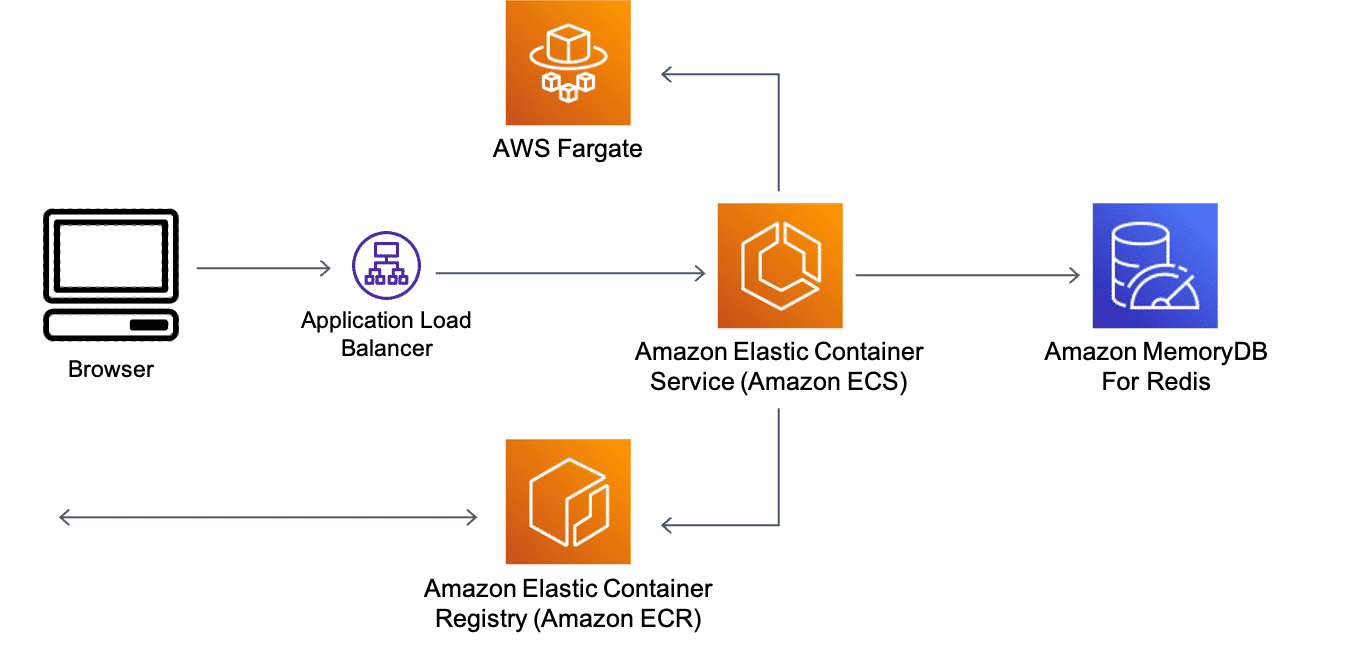 AWS Fargate
Browser
Application Load
Balancer
Amazon Elastic Container
Service (Amazon ECS)
Amazon MemoryDB
For Redis
Amazon Elastic Container
Registry (Amazon ECR)